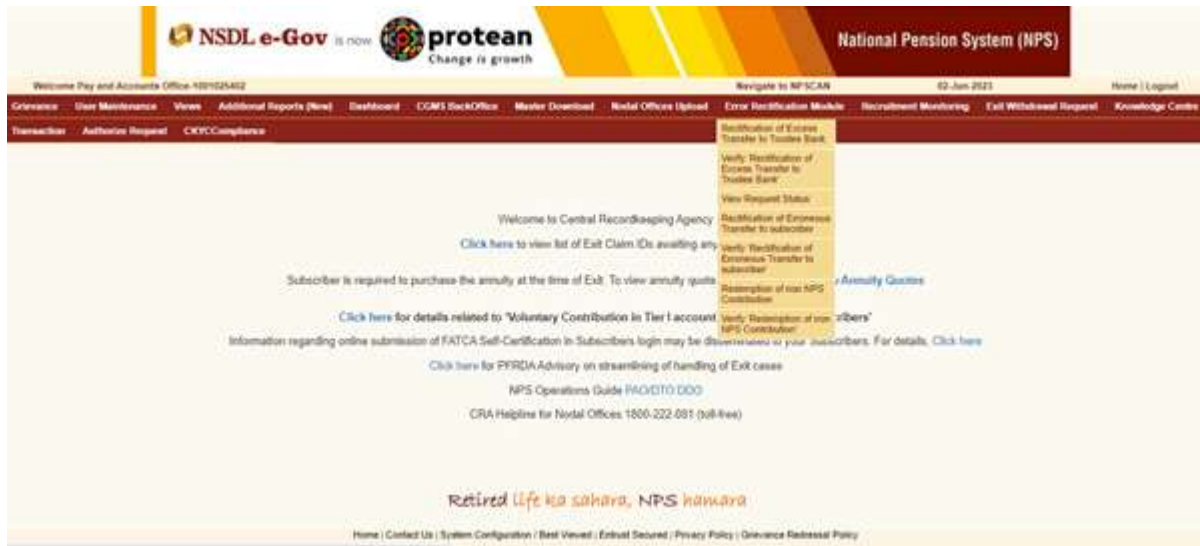 NSDL e-Gov is now protean
Change is growth
National Pension System (NPS)
Welcome Pay and Accounts Office-1001025402 Navigate to NPSCAN 02-Jun-2023 Home | Logout
Grievance User Maintenance Views Additional Reports (New) Dashboard CGMS BackOffice Master Download Nodal Offices Upload Error Rectification Module Recruitment Monitoring Exit Withdrawal Request Knowledge Centre
Transaction Authorize Request CKYCCompliance
Rectification of Excess
Transfer to Trustee Bank
Verify 'Rectification of
Excess Transfer to
Trustee Bank'
View Request Status
Rectification of Erroneous
Transfer to subscriber
Verify 'Rectification of
Erroneous Transfer to
subscriber'
Redemption of non NPS
Contribution
Verify 'Redemption of non
NPS Contribution'
Welcome to Central Recordkeeping Agency
Click here to view list of Exit Claim IDs awaiting any
Subscriber is required to purchase the annuity at the time of Exit. To view annuity quote Annuity Quotes
Click here for details related to "Voluntary Contribution in Tier I account
Information regarding online submission of FATCA Self-Certification in Subscribers login may be disseminated to your Subscribers. For details, Click here
Click here for PFRDA Advisory on streamlining of handling of Exit cases
NPS Operations Guide PAO/DTO DDO
CRA Helpline for Nodal Offices 1800-222-081 (toll-free)
Retired life ka sahara, NPS hamara
Home | Contact Us | System Configuration / Best Viewed | Entrust Secured | Privacy Policy | Grievance Redressal Policy